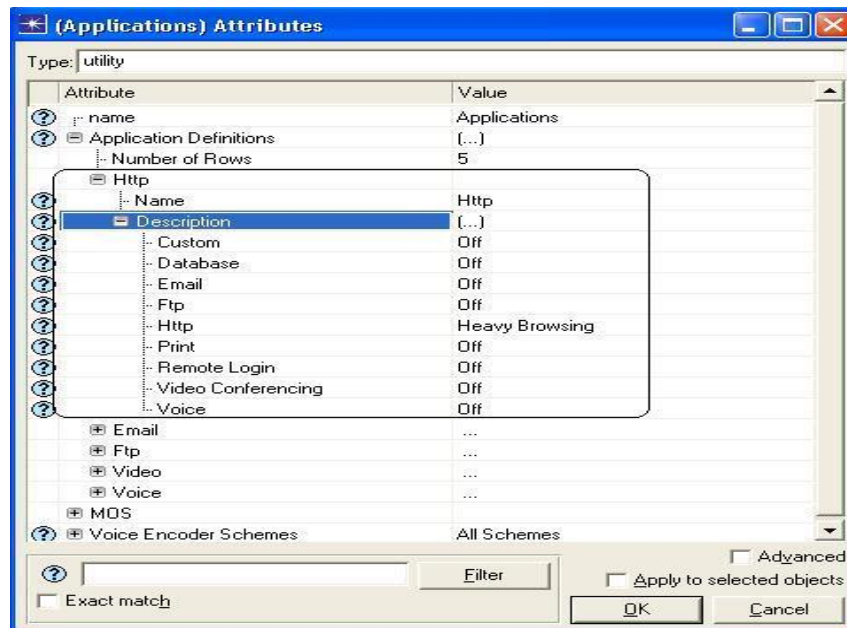 (Applications) Attributes
Type: utility
Attribute Value
name Applications
Application Definitions (...)
Number of Rows 5
Http
Name Http
Description (...)
Custom Off
Database Off
Email Off
Ftp Off
Http Heavy Browsing
Print Off
Remote Login Off
Video Conferencing Off
Voice Off
Email ...
Ftp ...
Video ...
Voice ...
MOS
Voice Encoder Schemes All Schemes
Advanced
Filter Apply to selected objects
Exact match OK Cancel